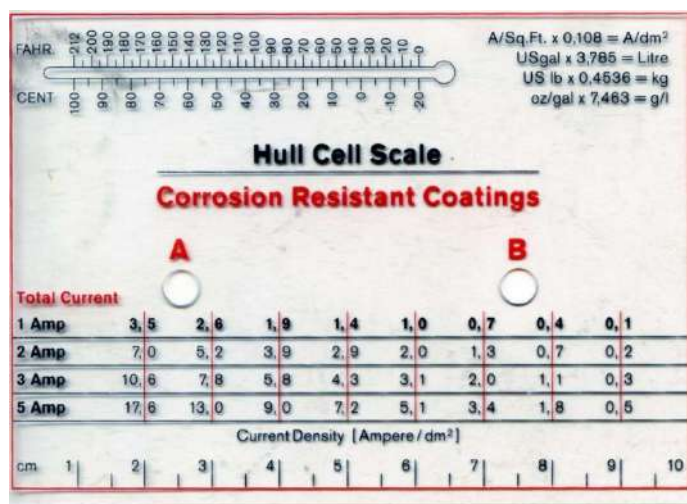 FAHR. 212 200 190 180 170 160 150 140 130 120 110 100 90 80 70 60 50 40 30 20 10 0
CENT 100 90 80 70 60 50 40 30 20 10 0 -10 -20
A/Sq.Ft. x 0,108 = A/dm²
USgal x 3,785 = Litre
US lb x 0,4536 = kg
oz/gal x 7,463 = g/l
Hull Cell Scale
Corrosion Resistant Coatings
A B
Total Current
1 Amp 3,5 2,6 1,9 1,4 1,0 0,7 0,4 0,1
2 Amp 7,0 5,2 3,9 2,9 2,0 1,3 0,7 0,2
3 Amp 10,6 7,8 5,8 4,3 3,1 2,0 1,1 0,3
5 Amp 17,6 13,0 9,0 7,2 5,1 3,4 1,8 0,5
Current Density [Ampere/dm²]
cm 1 2 3 4 5 6 7 8 9 10